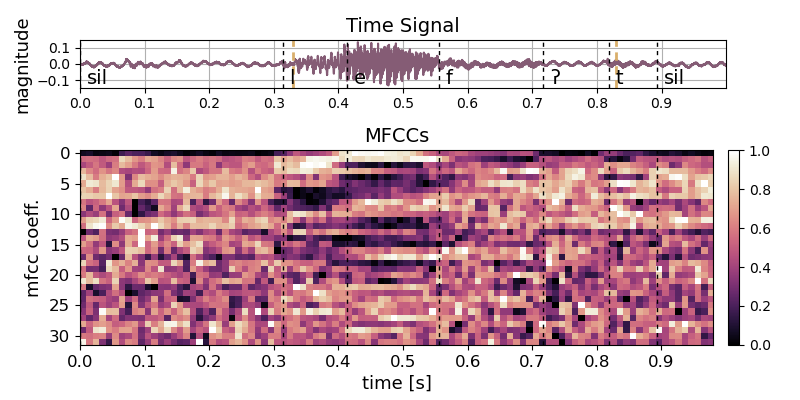 Time Signal
magnitude
0.1
0.0
−0.1
sil l e f ʔ t sil
0.0 0.1 0.2 0.3 0.4 0.5 0.6 0.7 0.8 0.9
MFCCs
mfcc coeff.
0
5
10
15
20
25
30
0.0 0.1 0.2 0.3 0.4 0.5 0.6 0.7 0.8 0.9
time [s]
1.0
0.8
0.6
0.4
0.2
0.0